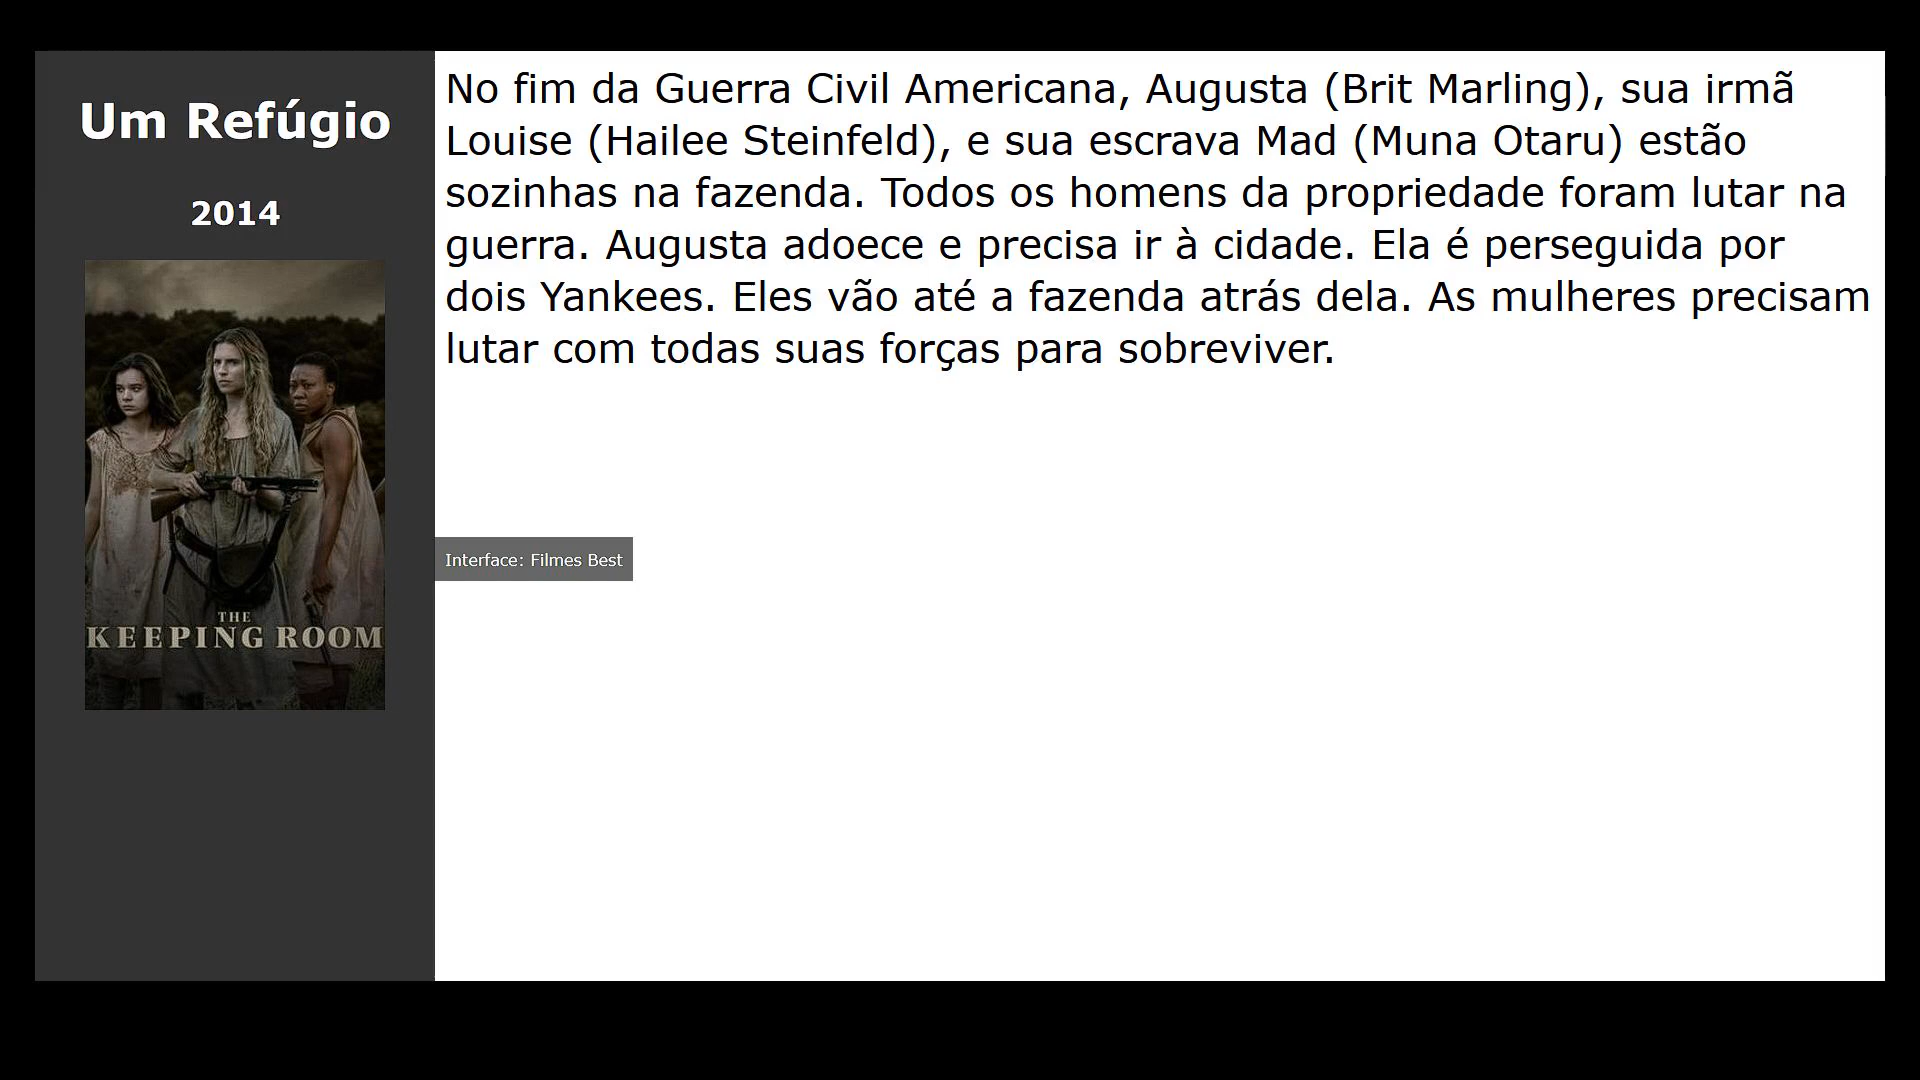 Um Refúgio
2014
THE
KEEPING ROOM
No fim da Guerra Civil Americana, Augusta (Brit Marling), sua irmã
Louise (Hailee Steinfeld), e sua escrava Mad (Muna Otaru) estão
sozinhas na fazenda. Todos os homens da propriedade foram lutar na
guerra. Augusta adoece e precisa ir à cidade. Ela é perseguida por
dois Yankees. Eles vão até a fazenda atrás dela. As mulheres precisam
lutar com todas suas forças para sobreviver.
Interface: Filmes Best